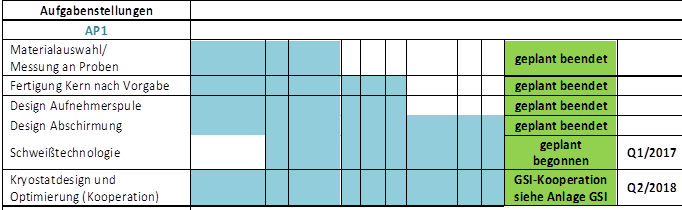 Aufgabenstellungen
AP1
Materialauswahl/
Messung an Proben
geplant beendet
Fertigung Kern nach Vorgabe
geplant beendet
Design Aufnehmerspule
geplant beendet
Design Abschirmung
geplant beendet
Schweißtechnologie
geplant
begonnen
Q1/2017
Kryostatdesign und
Optimierung (Kooperation)
GSI-Kooperation
siehe Anlage GSI
Q2/2018